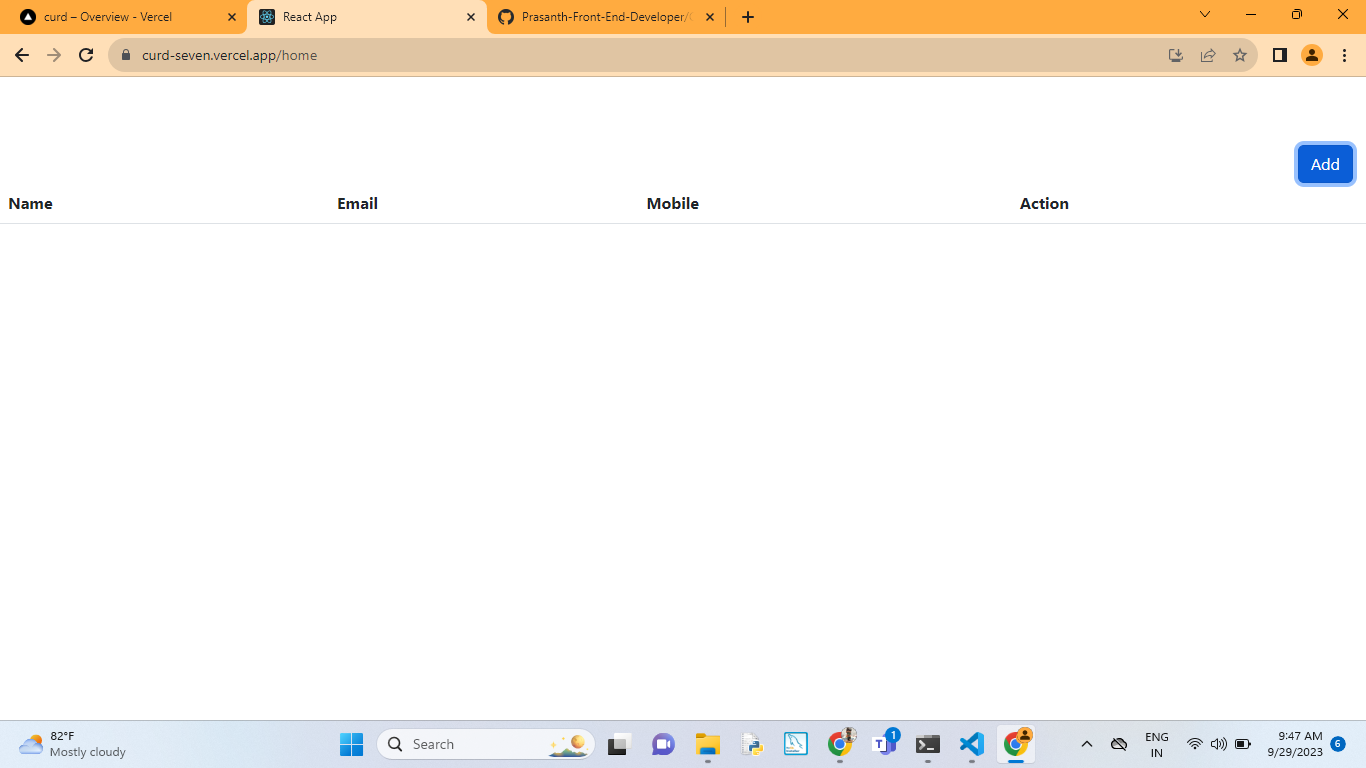 curd – Overview - Vercel
React App
Prasanth-Front-End-Developer/
curd-seven.vercel.app/home
Add
Name Email Mobile Action
82°F
Mostly cloudy
Search
1
ENG
IN
9:47 AM
9/29/2023
6